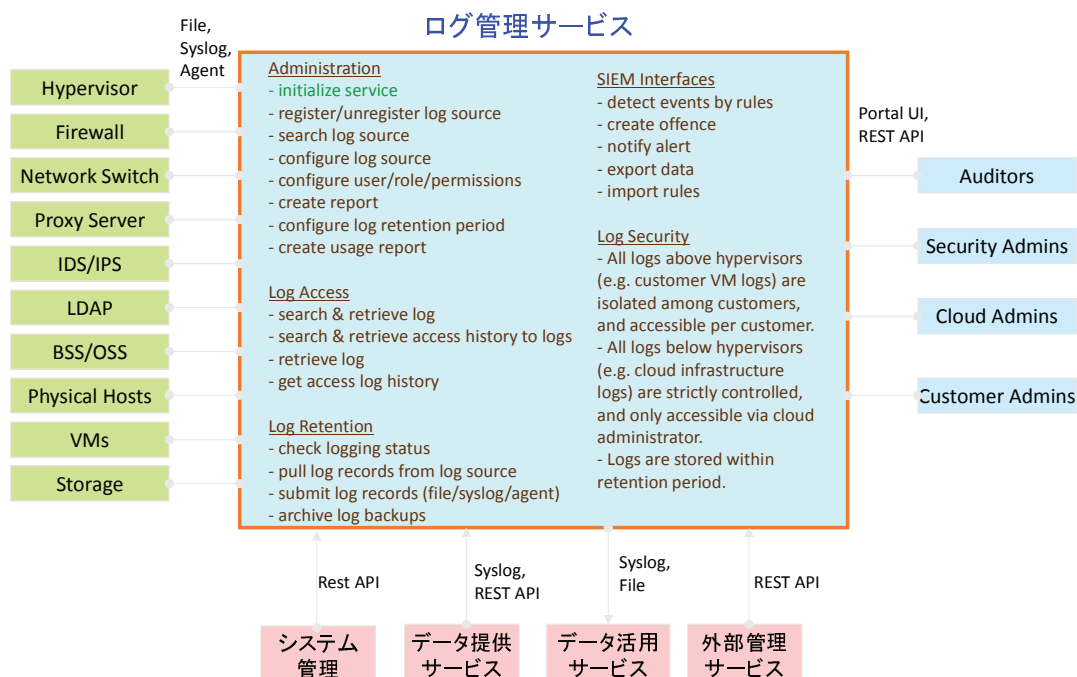 ログ管理サービス
File,
Syslog,
Agent
Hypervisor
Firewall
Network Switch
Proxy Server
IDS/IPS
LDAP
BSS/OSS
Physical Hosts
VMs
Storage
Administration
- initialize service
- register/unregister log source
- search log source
- configure log source
- configure user/role/permissions
- create report
- configure log retention period
- create usage report
Log Access
- search & retrieve log
- search & retrieve access history to logs
- retrieve log
- get access log history
Log Retention
- check logging status
- pull log records from log source
- submit log records (file/syslog/agent)
- archive log backups
SIEM Interfaces
- detect events by rules
- create offence
- notify alert
- export data
- import rules
Log Security
- All logs above hypervisors
(e.g. customer VM logs) are
isolated among customers,
and accessible per customer.
- All logs below hypervisors
(e.g. cloud infrastructure
logs) are strictly controlled,
and only accessible via cloud
administrator.
- Logs are stored within
retention period.
Portal UI,
REST API
Auditors
Security Admins
Cloud Admins
Customer Admins
Rest API
Syslog,
REST API
Syslog,
File
REST API
システム
管理
データ提供
サービス
データ活用
サービス
外部管理
サービス